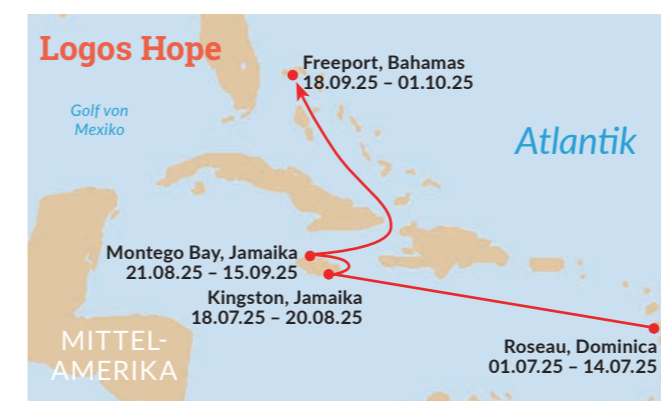 Logos Hope
Freeport, Bahamas
18.09.25 – 01.10.25
Golf von
Mexiko
Atlantik
Montego Bay, Jamaika
21.08.25 – 15.09.25
Kingston, Jamaika
18.07.25 – 20.08.25
MITTEL-
AMERIKA
Roseau, Dominica
01.07.25 – 14.07.25